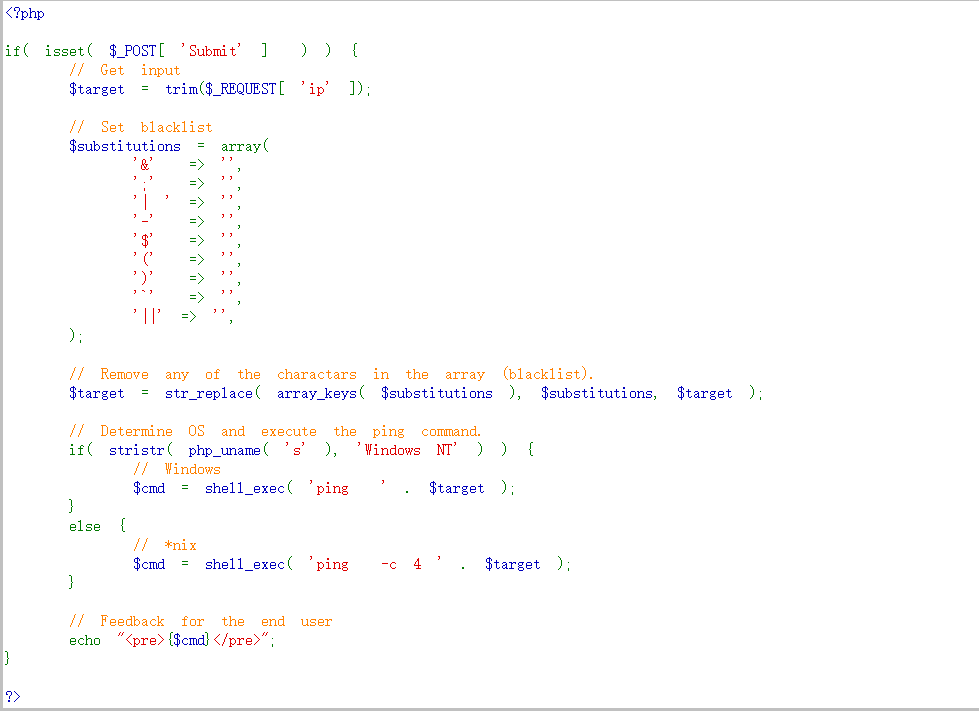 <?php
if( isset( $_POST[ 'Submit' ] ) ) {
// Get input
$target = trim($_REQUEST[ 'ip' ]);
// Set blacklist
$substitutions = array(
'&' => '',
';' => '',
'| ' => '',
'-' => '',
'$' => '',
'(' => '',
')' => '',
'`' => '',
'||' => '',
);
// Remove any of the charactars in the array (blacklist).
$target = str_replace( array_keys( $substitutions ), $substitutions, $target );
// Determine OS and execute the ping command.
if( stristr( php_uname( 's' ), 'Windows NT' ) ) {
// Windows
$cmd = shell_exec( 'ping ' . $target );
}
else {
// *nix
$cmd = shell_exec( 'ping -c 4 ' . $target );
}
// Feedback for the end user
echo "<pre>{$cmd}</pre>";
}
?>